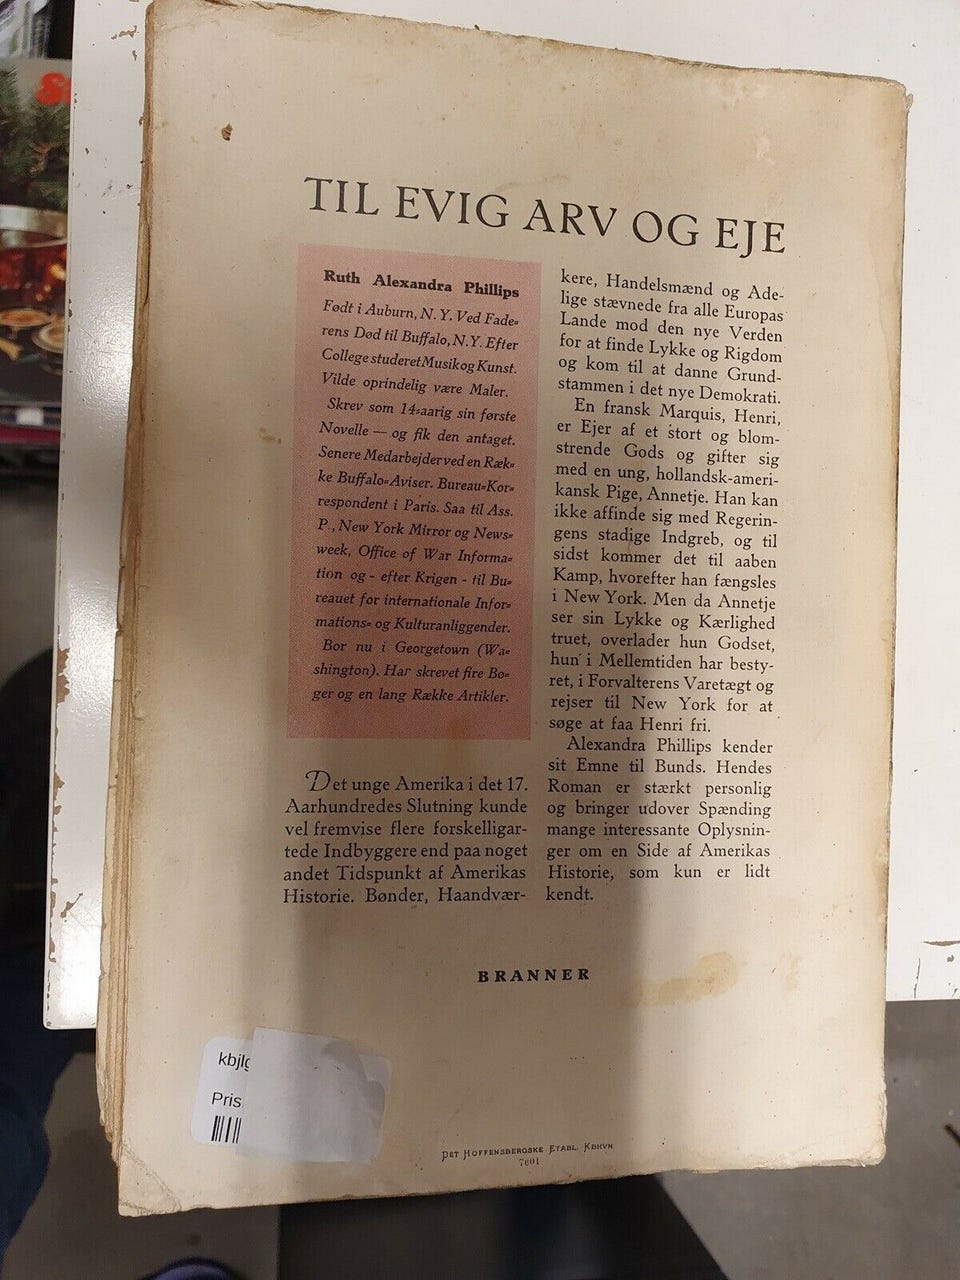 TIL EVIG ARV OG EJE
Ruth Alexandra Phillips
Født i Auburn, N. Y. Ved Fade-
rens Død til Buffalo, N. Y. Efter
College studeret Musik og Kunst.
Vilde oprindelig være Maler.
Skrev som 14-aarig sin første
Novelle — og fik den antaget.
Senere Medarbejder ved en Ræk-
ke Buffalo-Aviser. Bureau-Kor-
respondent i Paris. Saa til Ass.
P., New York Mirror og News-
week, Office of War Informa-
tion og - efter Krigen - til Bu-
reauet for internationale Infor-
mations- og Kulturanliggender.
Bor nu i Georgetown (Wa-
shington). Har skrevet fire Bø-
ger og en lang Række Artikler.
Det unge Amerika i det 17.
Aarhundredes Slutning kunde
vel fremvise flere forskelligar-
tede Indbyggere end paa noget
andet Tidspunkt af Amerikas
Historie. Bønder, Haandvær-
kere, Handelsmænd og Ade-
lige stævnede fra alle Europas
Lande mod den nye Verden
for at finde Lykke og Rigdom
og kom til at danne Grund-
stammen i det nye Demokrati.
En fransk Marquis, Henri,
er Ejer af et stort og blom-
strende Gods og gifter sig
med en ung, hollandsk-ameri-
kansk Pige, Annetje. Han kan
ikke affinde sig med Regerin-
gens stadige Indgreb, og til
sidst kommer det til aaben
Kamp, hvorefter han fængsles
i New York. Men da Annetje
ser sin Lykke og Kærlighed
truet, overlader hun Godset,
hun i Mellemtiden har besty-
ret, i Forvalterens Varetægt og
rejser til New York for at
søge at faa Henri fri.
Alexandra Phillips kender
sit Emne til Bunds. Hendes
Roman er stærkt personlig
og bringer udover Spænding
mange interessante Oplysnin-
ger om en Side af Amerikas
Historie, som kun er lidt
kendt.
BRANNER
kbjlg
Pris
DET HOFFENSBERGSKE ETABL. KBHVN.
7601